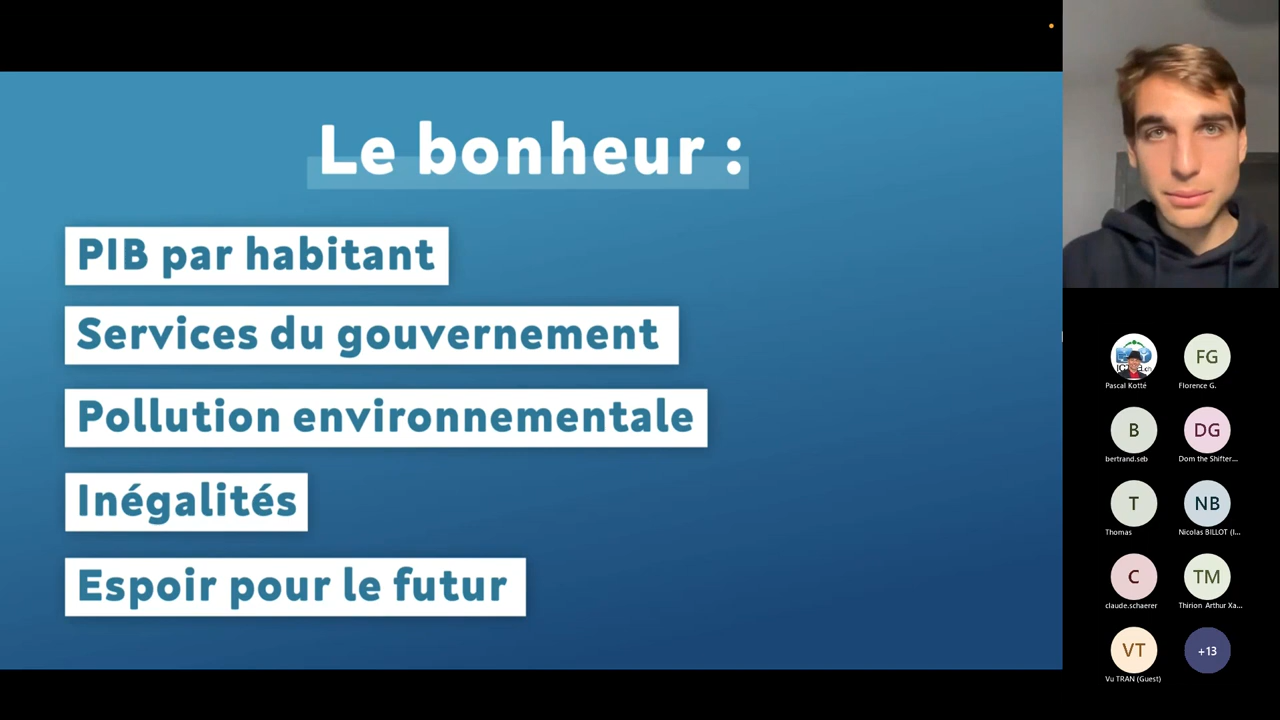 Le bonheur :
PIB par habitant
Services du gouvernement
Pollution environnementale
Inégalités
Espoir pour le futur
Pascal Kotté
FG
Florence G.
B
bertrand.seb
DG
Dom the Shifter...
T
Thomas
NB
Nicolas BILLOT (I...
C
claude.schaerer
TM
Thirion Arthur Xa...
VT
Vu TRAN (Guest)
+13